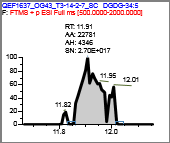 QEF1637_OG43_T3-14-2-7_SC DGDG-34:5
F: FTMS + p ESI Full ms [500.0000-2000.0000]
RT: 11.91
AA: 22781
AH: 4346
SN: 2.70E+017
100
80
60
40
20
0
11.82
11.95
12.01
11.8
12.0